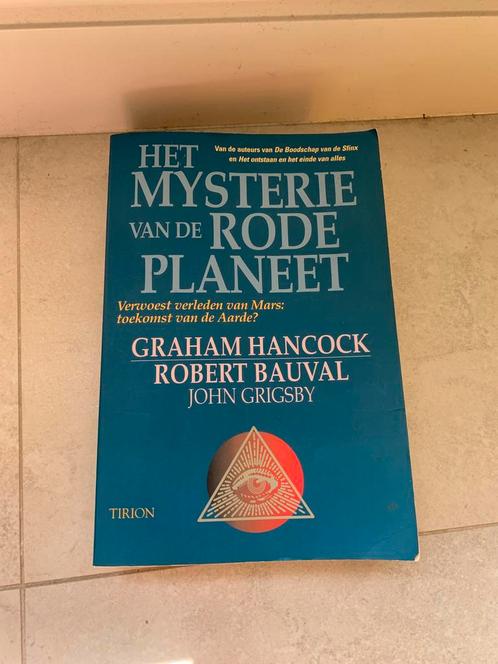 Van de auteurs van De Boodschap van de Sfinx
en Het ontstaan en het einde van alles
HET
MYSTERIE
VAN DE RODE
PLANEET
Verwoest verleden van Mars:
toekomst van de Aarde?
GRAHAM HANCOCK
ROBERT BAUVAL
JOHN GRIGSBY
TIRION